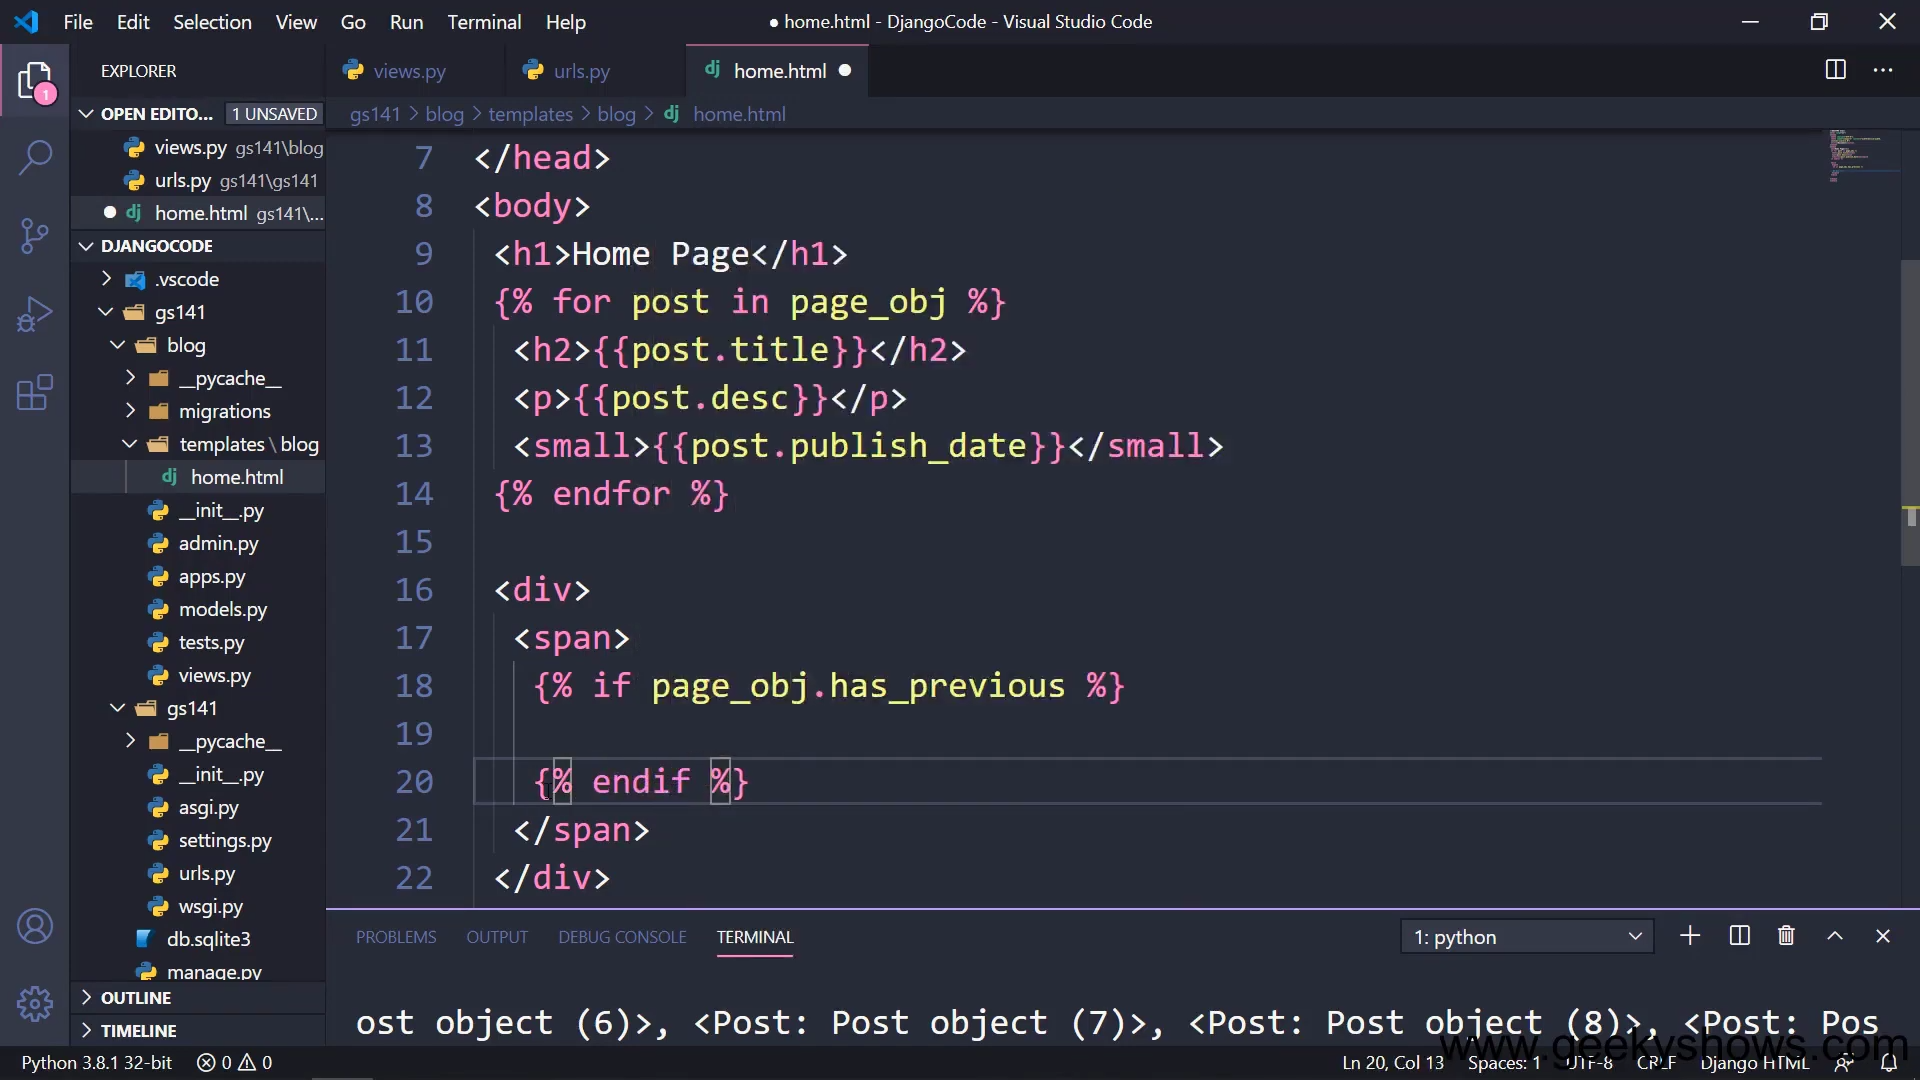 File Edit Selection View Go Run Terminal Help
● home.html - DjangoCode - Visual Studio Code
EXPLORER
views.py urls.py home.html
1
OPEN EDITO... 1 UNSAVED
gs141 > blog > templates > blog > home.html
views.py gs141\blog
urls.py gs141\gs141
home.html gs141\...
DJANGOCODE
.vscode
gs141
blog
__pycache__
migrations
templates \ blog
home.html
__init__.py
admin.py
apps.py
models.py
tests.py
views.py
gs141
__pycache__
__init__.py
asgi.py
settings.py
urls.py
wsgi.py
db.sqlite3
manage.py
OUTLINE
TIMELINE
7 </head>
8 <body>
9 <h1>Home Page</h1>
10 {% for post in page_obj %}
11 <h2>{{post.title}}</h2>
12 <p>{{post.desc}}</p>
13 <small>{{post.publish_date}}</small>
14 {% endfor %}
15
16 <div>
17 <span>
18 {% if page_obj.has_previous %}
19
20 {% endif %}
21 </span>
22 </div>
PROBLEMS OUTPUT DEBUG CONSOLE TERMINAL
1: python
ost object (6)>, <Post: Post object (7)>, <Post: Post object (8)>, <Post: Pos
www.geekyshows.com
Python 3.8.1 32-bit 0 0 Ln 20, Col 13 Spaces: 1 UTF-8 CRLF Django HTML